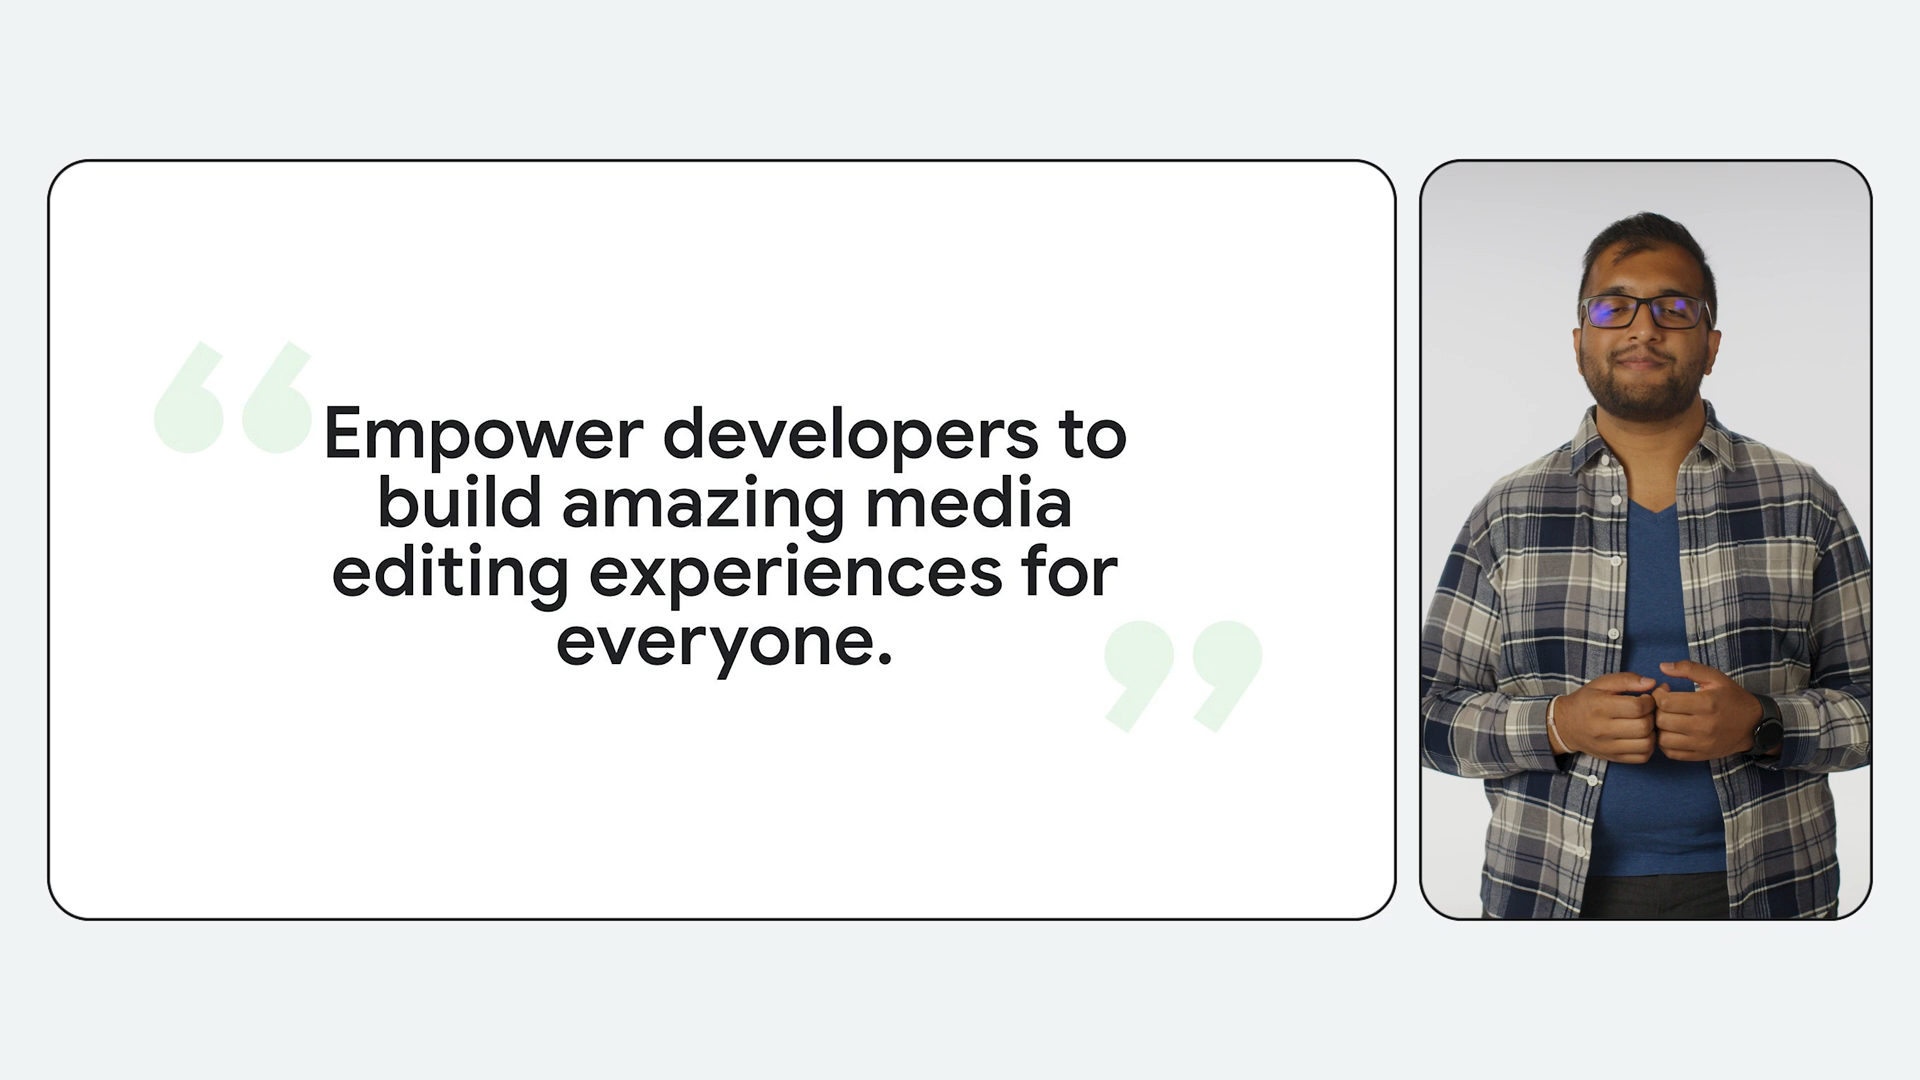 “Empower developers to
build amazing media
editing experiences for
everyone.”